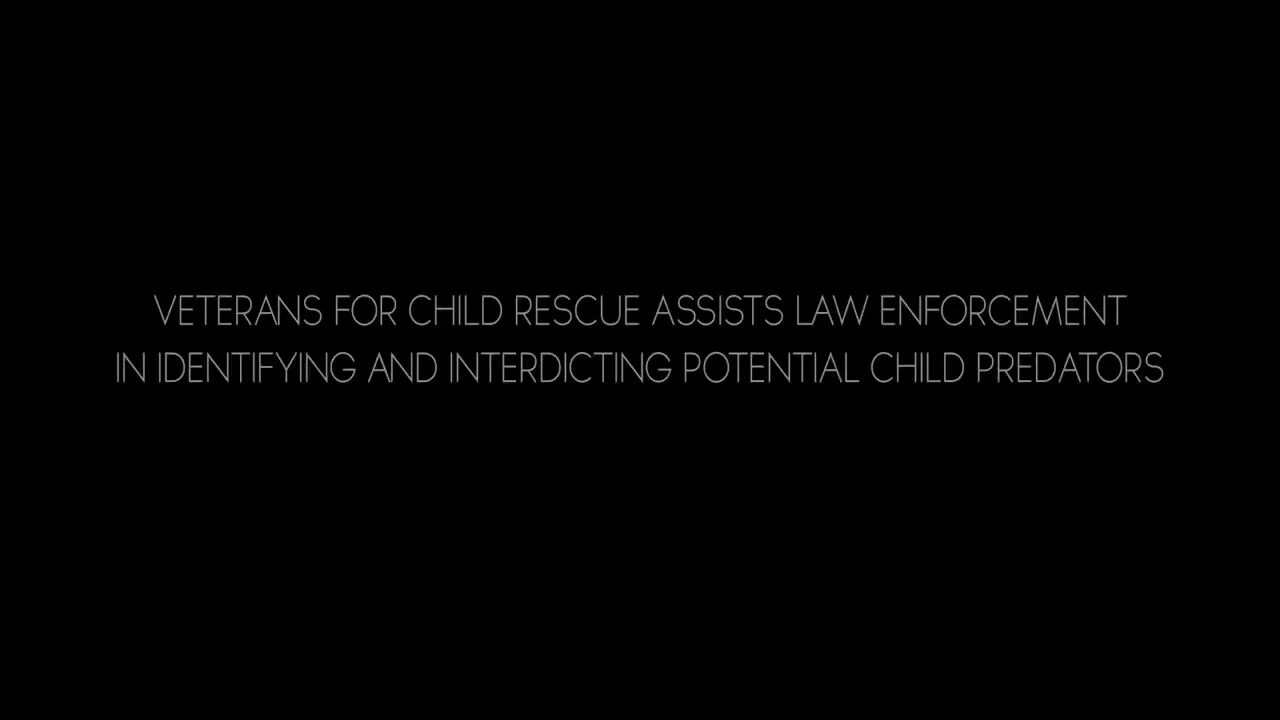 VETERANS FOR CHILD RESCUE ASSISTS LAW ENFORCEMENT
IN IDENTIFYING AND INTERDICTING POTENTIAL CHILD PREDATORS